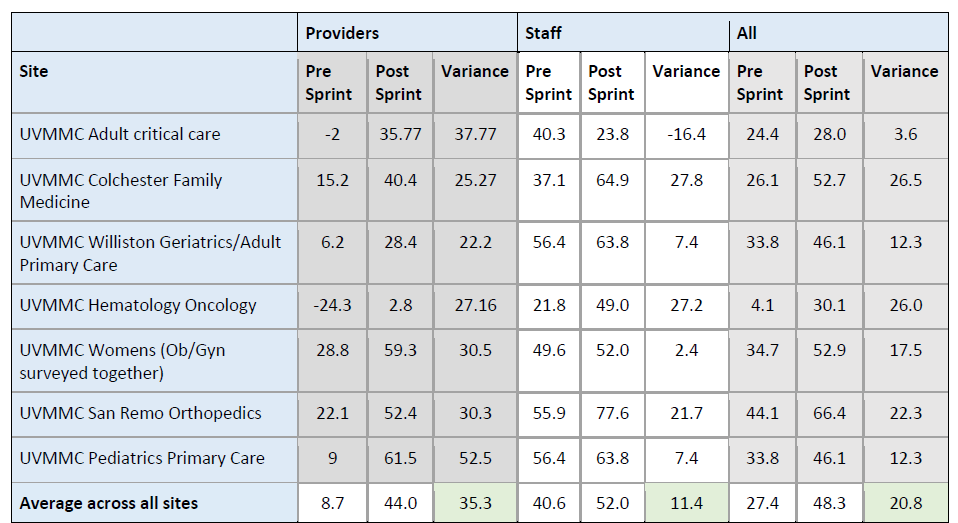 Providers Staff All
Site Pre Sprint Post Sprint Variance Pre Sprint Post Sprint Variance Pre Sprint Post Sprint Variance
UVMMC Adult critical care -2 35.77 37.77 40.3 23.8 -16.4 24.4 28.0 3.6
UVMMC Colchester Family Medicine 15.2 40.4 25.27 37.1 64.9 27.8 26.1 52.7 26.5
UVMMC Williston Geriatrics/Adult Primary Care 6.2 28.4 22.2 56.4 63.8 7.4 33.8 46.1 12.3
UVMMC Hematology Oncology -24.3 2.8 27.16 21.8 49.0 27.2 4.1 30.1 26.0
UVMMC Womens (Ob/Gyn surveyed together) 28.8 59.3 30.5 49.6 52.0 2.4 34.7 52.9 17.5
UVMMC San Remo Orthopedics 22.1 52.4 30.3 55.9 77.6 21.7 44.1 66.4 22.3
UVMMC Pediatrics Primary Care 9 61.5 52.5 56.4 63.8 7.4 33.8 46.1 12.3
Average across all sites 8.7 44.0 35.3 40.6 52.0 11.4 27.4 48.3 20.8